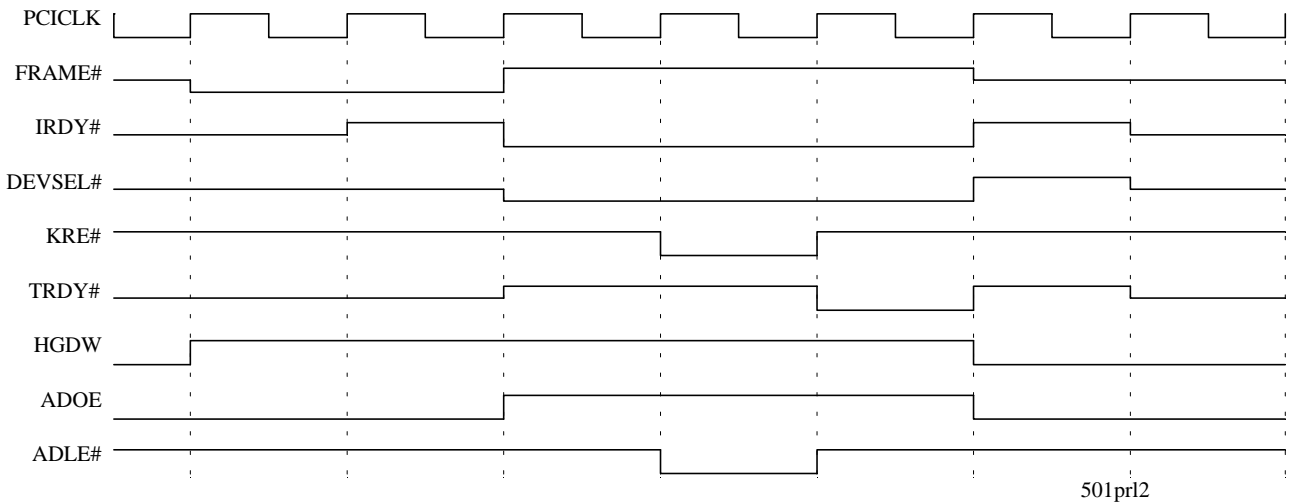 PCICLK
FRAME#
IRDY#
DEVSEL#
KRE#
TRDY#
HGDW
ADOE
ADLE#
501prl2